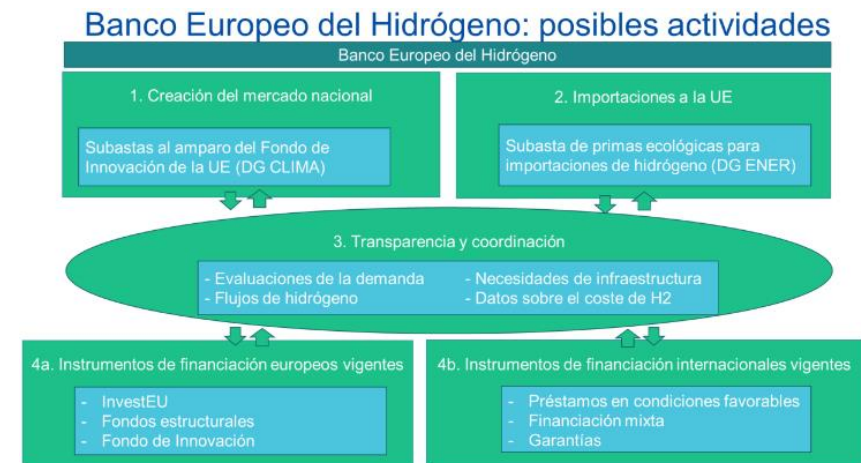 Banco Europeo del Hidrógeno: posibles actividades
Banco Europeo del Hidrógeno
1. Creación del mercado nacional
Subastas al amparo del Fondo de
Innovación de la UE (DG CLIMA)
2. Importaciones a la UE
Subasta de primas ecológicas para
importaciones de hidrógeno (DG ENER)
3. Transparencia y coordinación
- Evaluaciones de la demanda
- Flujos de hidrógeno
- Necesidades de infraestructura
- Datos sobre el coste de H2
4a. Instrumentos de financiación europeos vigentes
- InvestEU
- Fondos estructurales
- Fondo de Innovación
4b. Instrumentos de financiación internacionales vigentes
- Préstamos en condiciones favorables
- Financiación mixta
- Garantías